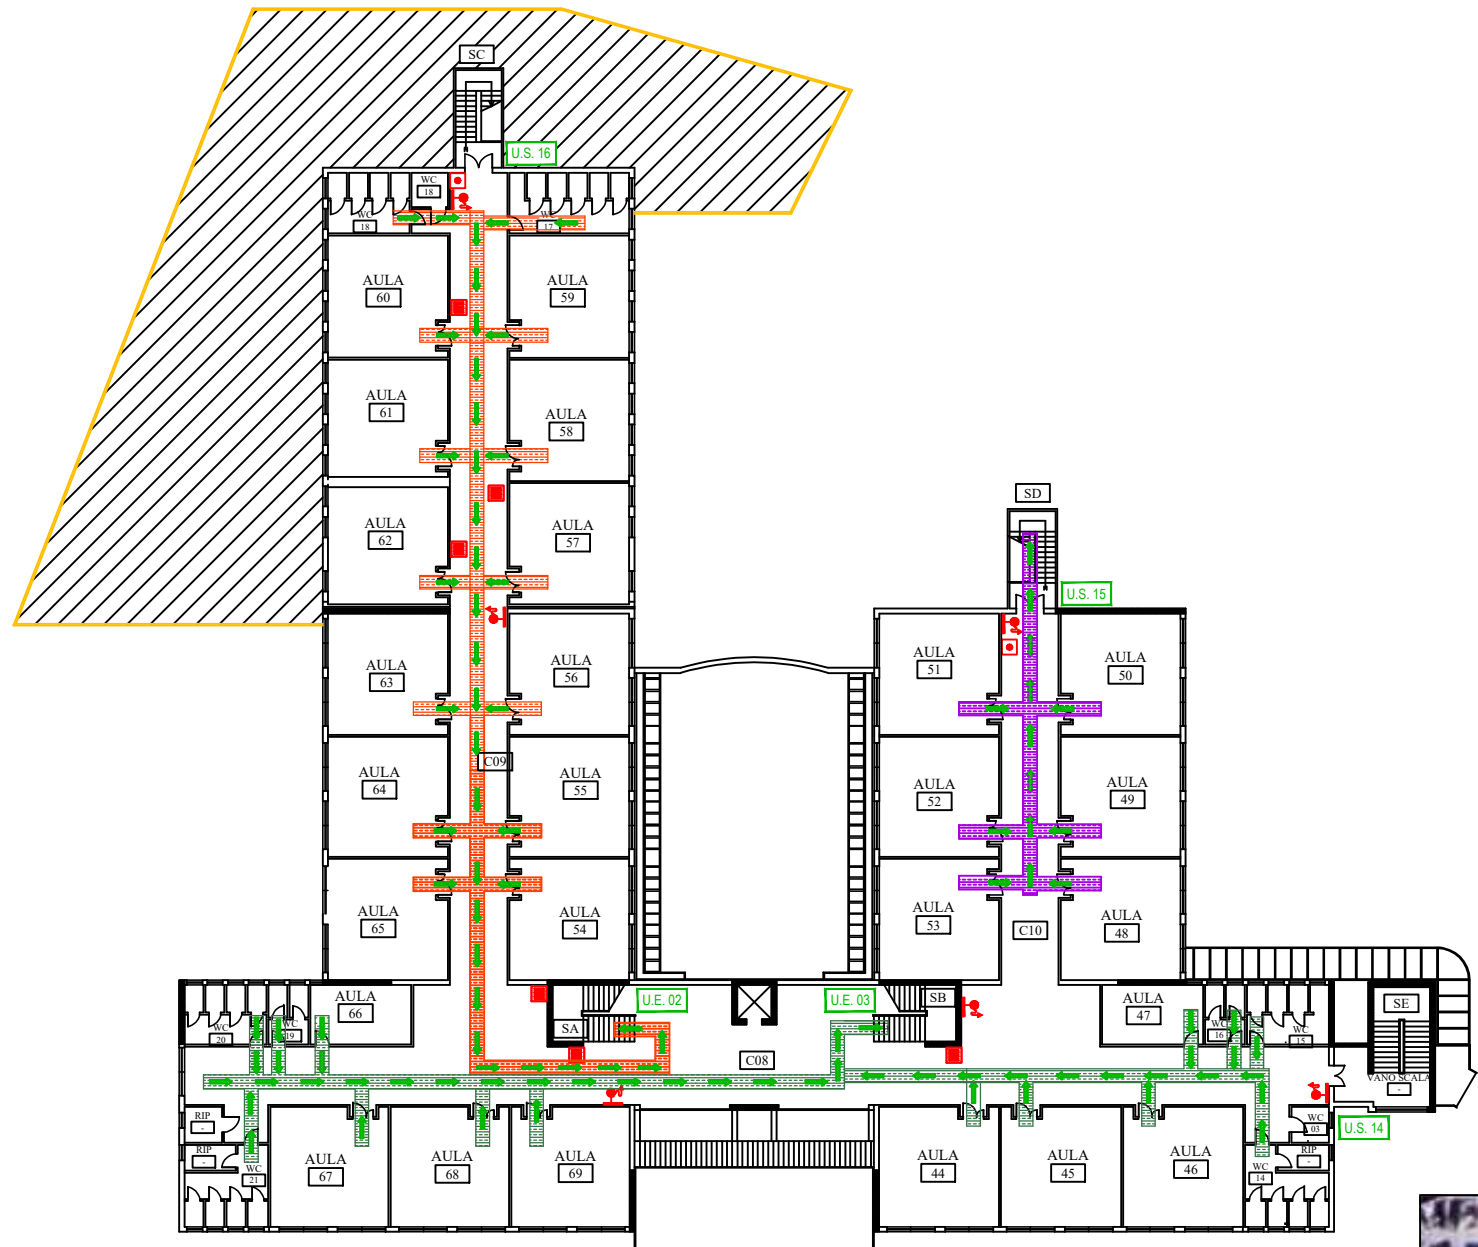 SC
U.S. 16
WC
18
WC
18
WC
17
AULA
60
AULA
59
AULA
61
AULA
58
SD
AULA
62
AULA
57
U.S. 15
AULA
63
AULA
56
AULA
51
AULA
50
C09
AULA
64
AULA
55
AULA
52
AULA
49
AULA
65
AULA
54
AULA
53
C10
AULA
48
AULA
66
U.E. 02
U.E. 03
SB
AULA
47
SE
WC
20
WC
19
SA
WC
16
WC
15
C08
VANO SCALA
-
RIP
-
WC
03
U.S. 14
RIP
-
WC
21
AULA
67
AULA
68
AULA
69
AULA
44
AULA
45
AULA
46
WC
14
RIP
-